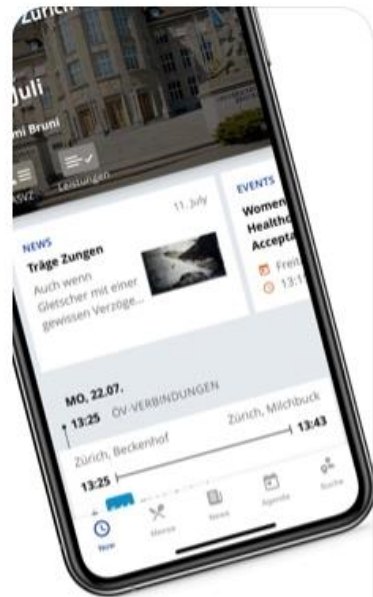 Zürich
Juli
mi Bruni
ASVZ
Leistungen
NEWS
11. July
Träge Zungen
Auch wenn
Gletscher mit einer
gewissen Verzöge...
EVENTS
Women
Healthc
Accepta
Freit
13:1
MO, 22.07.
13:25 ÖV-VERBINDUNGEN
Zürich, Beckenhof
Zürich, Milchbuck
13:25
13:43
Now
Mensa
News
Agenda
Suche